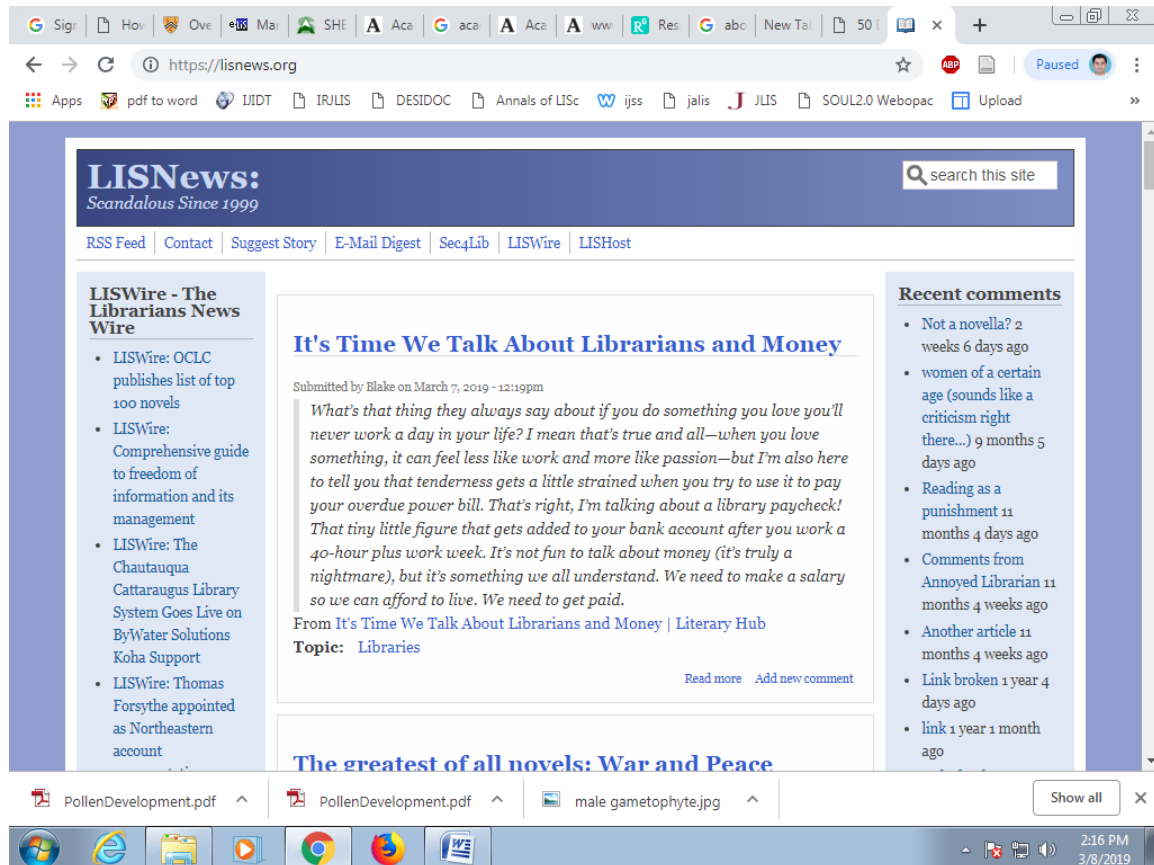 Sigr
Hov
Ove
Mar
SHE
Aca
aca
Aca
ww
Res
abo
New Tab
50 E
https://lisnews.org
ABP
Paused
Apps
pdf to word
IJIDT
IRJLIS
DESIDOC
Annals of LISc
ijss
jalis
JLIS
SOUL2.0 Webopac
Upload
»
LISNews:
Scandalous Since 1999
search this site
RSS Feed | Contact | Suggest Story | E-Mail Digest | Sec4Lib | LISWire | LISHost
LISWire - The
Librarians News
Wire
• LISWire: OCLC
publishes list of top
100 novels
• LISWire:
Comprehensive guide
to freedom of
information and its
management
• LISWire: The
Chautauqua
Cattaraugus Library
System Goes Live on
ByWater Solutions
Koha Support
• LISWire: Thomas
Forsythe appointed
as Northeastern
account
It's Time We Talk About Librarians and Money
Submitted by Blake on March 7, 2019 - 12:19pm
What's that thing they always say about if you do something you love you'll
never work a day in your life? I mean that's true and all—when you love
something, it can feel less like work and more like passion—but I'm also here
to tell you that tenderness gets a little strained when you try to use it to pay
your overdue power bill. That's right, I'm talking about a library paycheck!
That tiny little figure that gets added to your bank account after you work a
40-hour plus work week. It's not fun to talk about money (it's truly a
nightmare), but it's something we all understand. We need to make a salary
so we can afford to live. We need to get paid.
From It's Time We Talk About Librarians and Money | Literary Hub
Topic: Libraries
Read more Add new comment
The greatest of all novels: War and Peace
Recent comments
• Not a novella? 2
weeks 6 days ago
• women of a certain
age (sounds like a
criticism right
there...) 9 months 5
days ago
• Reading as a
punishment 11
months 4 days ago
• Comments from
Annoyed Librarian 11
months 4 weeks ago
• Another article 11
months 4 weeks ago
• Link broken 1 year 4
days ago
• link 1 year 1 month
ago
PollenDevelopment.pdf
PollenDevelopment.pdf
male gametophyte.jpg
Show all
2:16 PM
3/8/2019